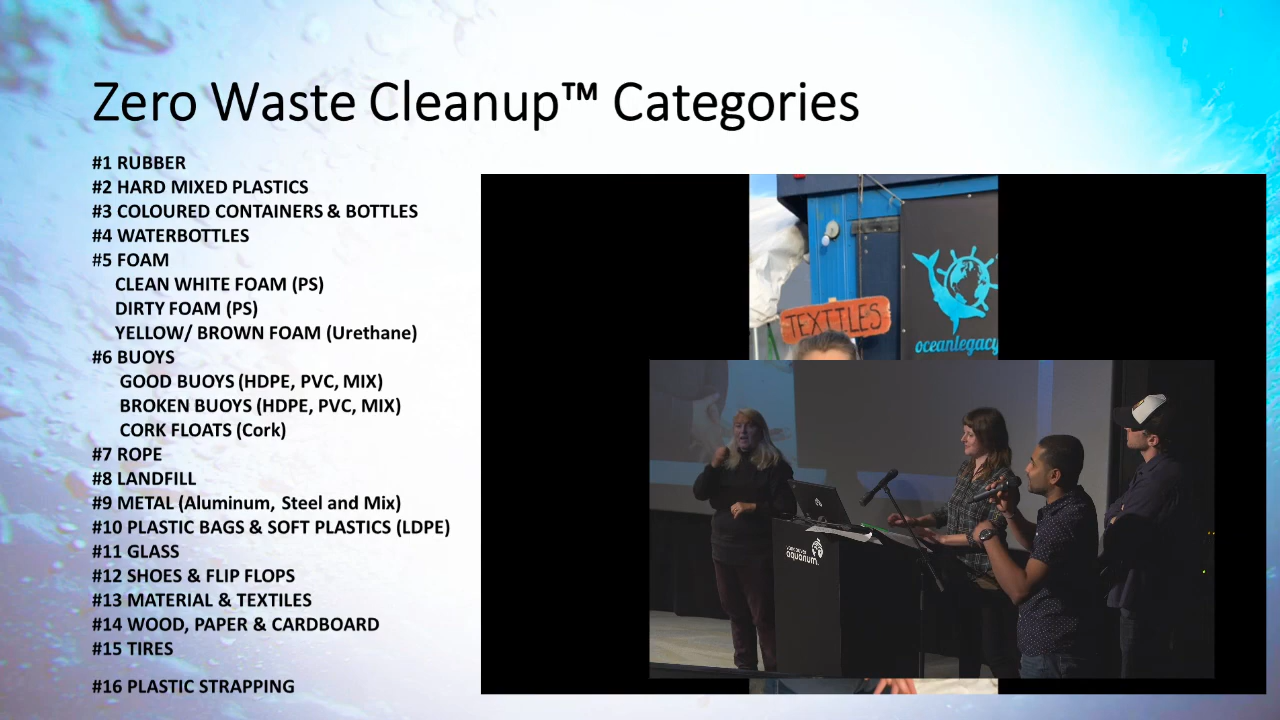 Zero Waste Cleanup™ Categories
#1 RUBBER
#2 HARD MIXED PLASTICS
#3 COLOURED CONTAINERS & BOTTLES
#4 WATERBOTTLES
#5 FOAM
CLEAN WHITE FOAM (PS)
DIRTY FOAM (PS)
YELLOW/ BROWN FOAM (Urethane)
#6 BUOYS
GOOD BUOYS (HDPE, PVC, MIX)
BROKEN BUOYS (HDPE, PVC, MIX)
CORK FLOATS (Cork)
#7 ROPE
#8 LANDFILL
#9 METAL (Aluminum, Steel and Mix)
#10 PLASTIC BAGS & SOFT PLASTICS (LDPE)
#11 GLASS
#12 SHOES & FLIP FLOPS
#13 MATERIAL & TEXTILES
#14 WOOD, PAPER & CARDBOARD
#15 TIRES
#16 PLASTIC STRAPPING
TEXTILES
oceanlegacy
vancouver
aquarium.